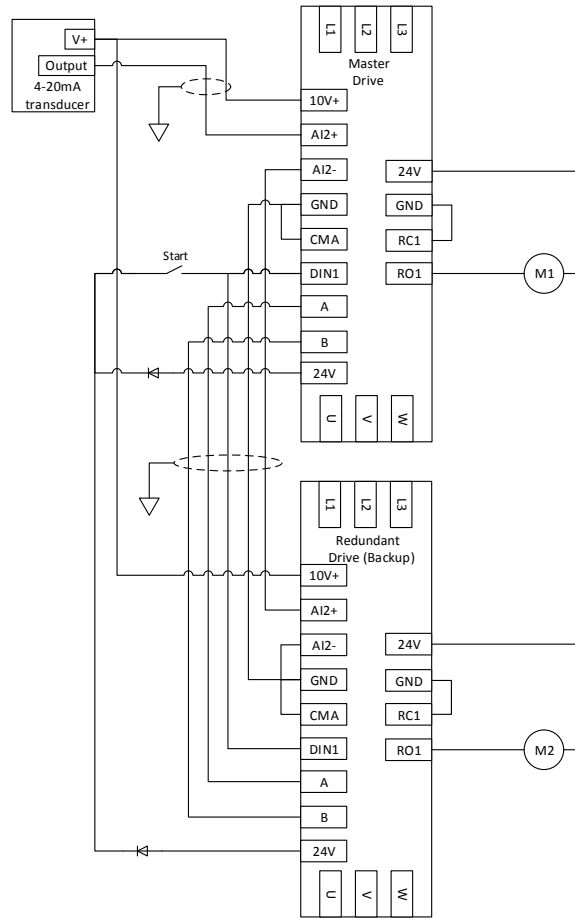 V+
Output
4-20mA
transducer
L1
L2
L3
Master
Drive
10V+
AI2+
AI2-
24V
GND
GND
CMA
RC1
Start
DIN1
RO1
M1
A
B
24V
U
V
W
L1
L2
L3
Redundant
Drive (Backup)
10V+
AI2+
AI2-
24V
GND
GND
CMA
RC1
DIN1
RO1
M2
A
B
24V
U
V
W